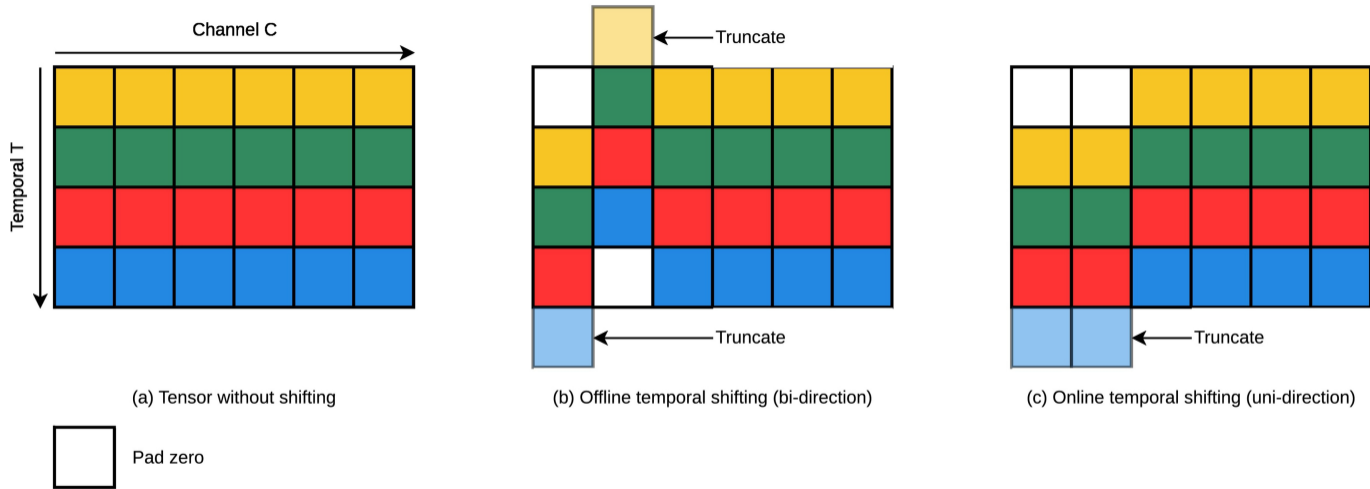 Channel C
Temporal T
Truncate
Truncate
Truncate
(a) Tensor without shifting
(b) Offline temporal shifting (bi-direction)
(c) Online temporal shifting (uni-direction)
Pad zero